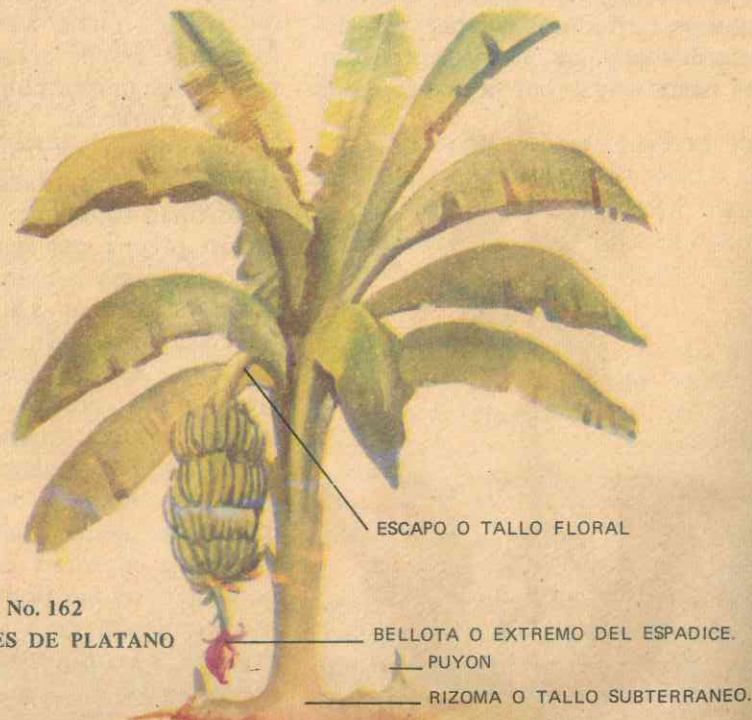 ESCAPO O TALLO FLORAL
No. 162
ES DE PLATANO
BELLOTA O EXTREMO DEL ESPADICE.
PUYON
RIZOMA O TALLO SUBTERRANEO.